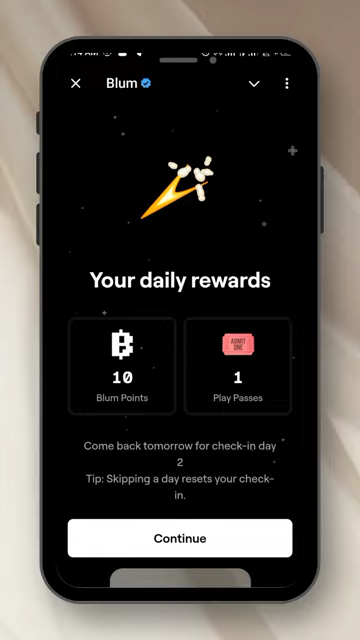 Blum
Your daily rewards
ADMIT
ONE
10
1
Blum Points
Play Passes
Come back tomorrow for check-in day
2
Tip: Skipping a day resets your check-
in.
Continue